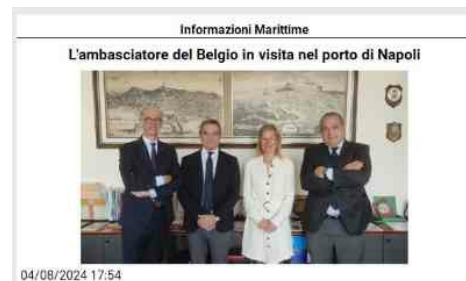 Informazioni Marittime
L'ambasciatore del Belgio in visita nel porto di Napoli
04/08/2024 17:54